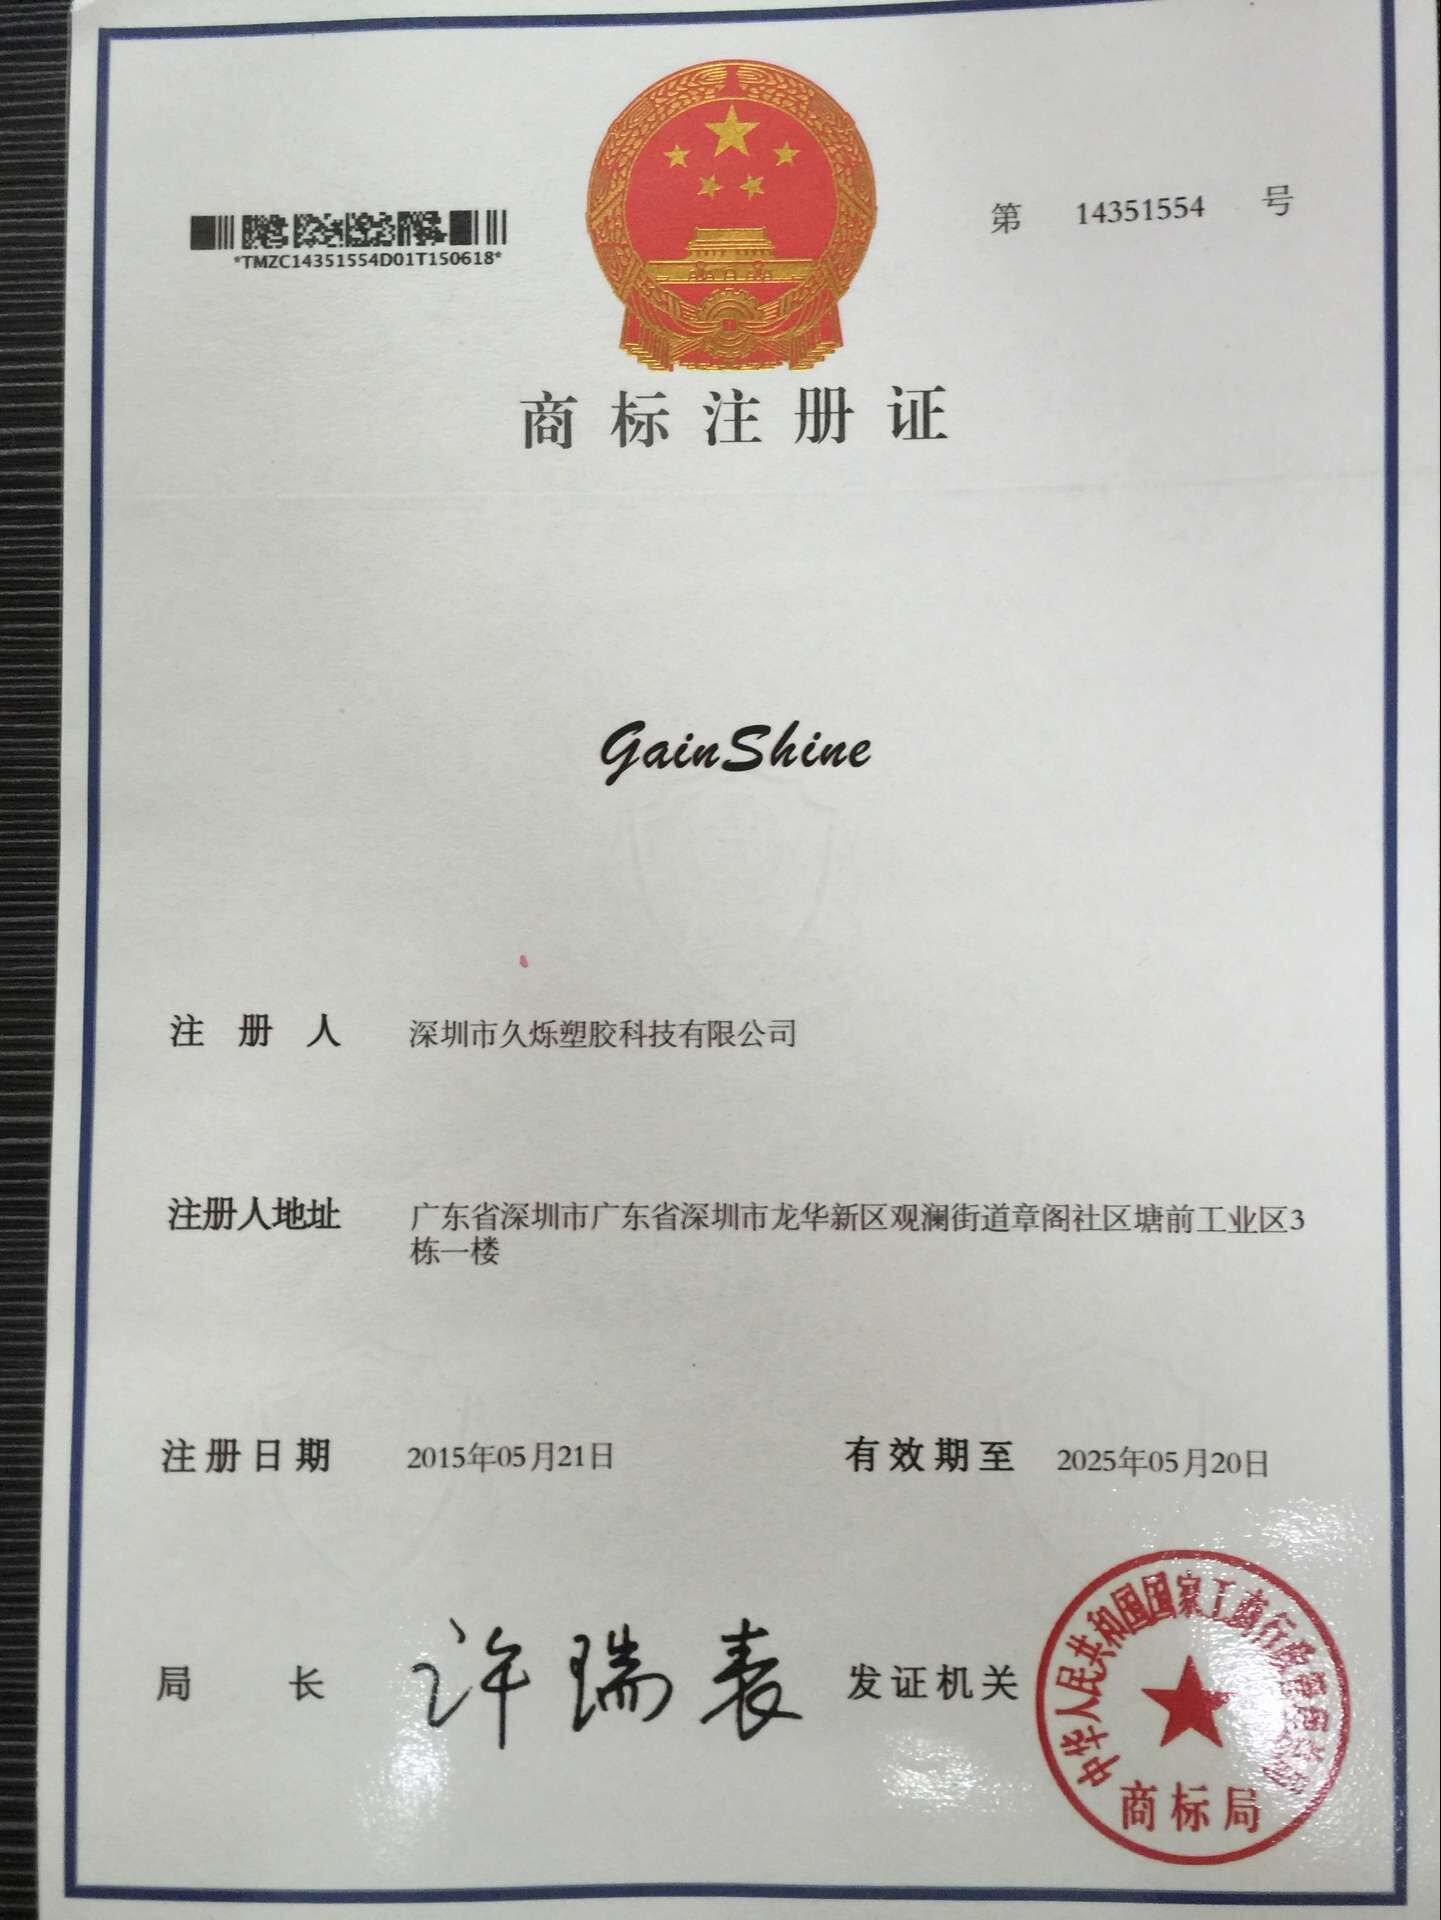 第 14351554 号
*TMZC14351554D01T150618*
商标注册证
GainShine
注册人 深圳市久烁塑胶科技有限公司
注册人地址 广东省深圳市广东省深圳市龙华新区观澜街道章阁社区塘前工业区3
栋一楼
注册日期 2015年05月21日 有效期至 2025年05月20日
局长 许瑞表 发证机关
中华人民共和国国家工商行政管理总局
商标局